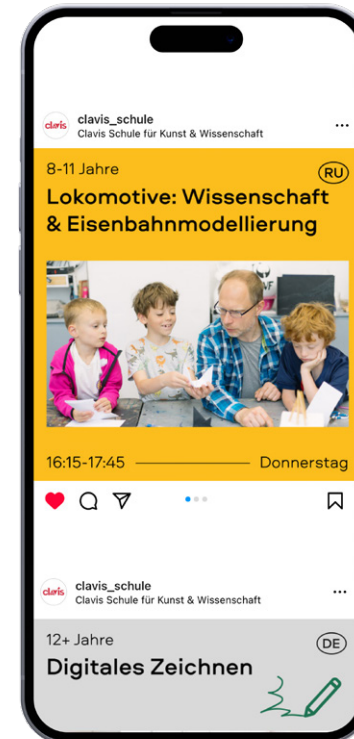 clavis
clavis_schule
Clavis Schule für Kunst & Wissenschaft
8-11 Jahre
RU
Lokomotive: Wissenschaft
& Eisenbahnmodellierung
16:15-17:45
Donnerstag
clavis
clavis_schule
Clavis Schule für Kunst & Wissenschaft
12+ Jahre
DE
Digitales Zeichnen